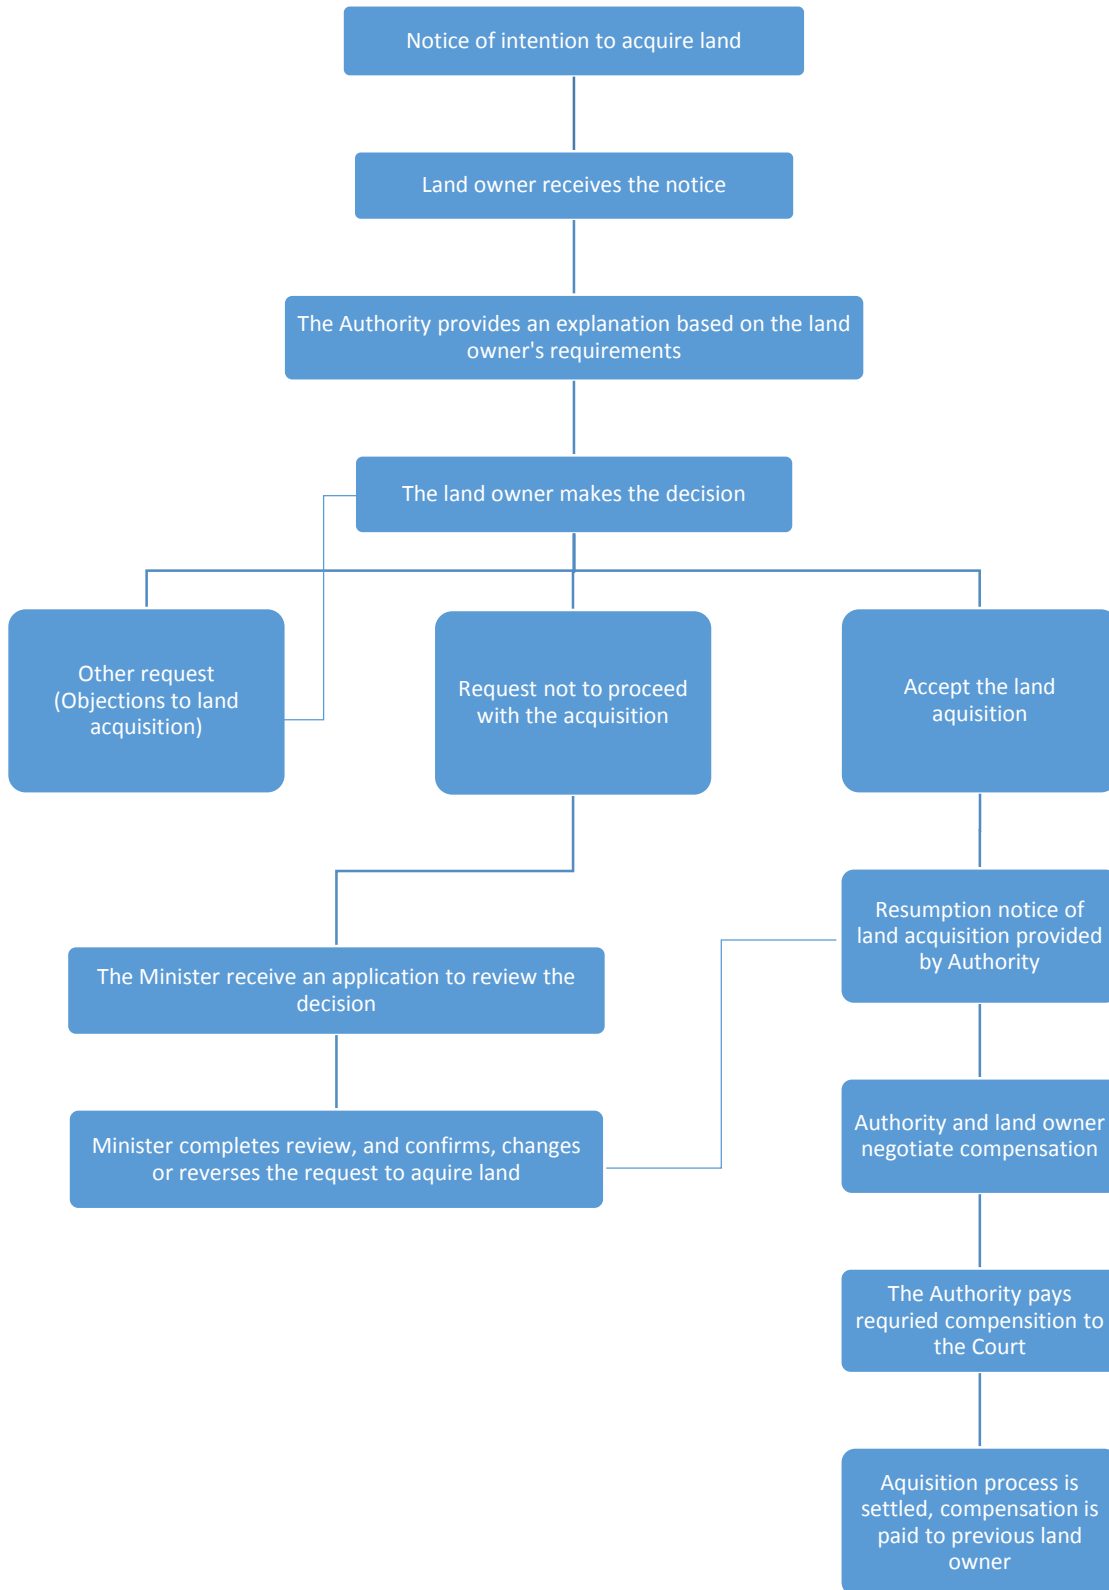 Notice of intention to acquire land
Land owner receives the notice
The Authority provides an explanation based on the land
owner's requirements
The land owner makes the decision
Other request
(Objections to land
acquisition)
Request not to proceed
with the acquisition
Accept the land
aquisition
Resumption notice of
land acquisition provided
by Authority
The Minister receive an application to review the
decision
Authority and land owner
negotiate compensation
Minister completes review, and confirms, changes
or reverses the request to aquire land
The Authority pays
requried compensition to
the Court
Aquisition process is
settled, compensation is
paid to previous land
owner